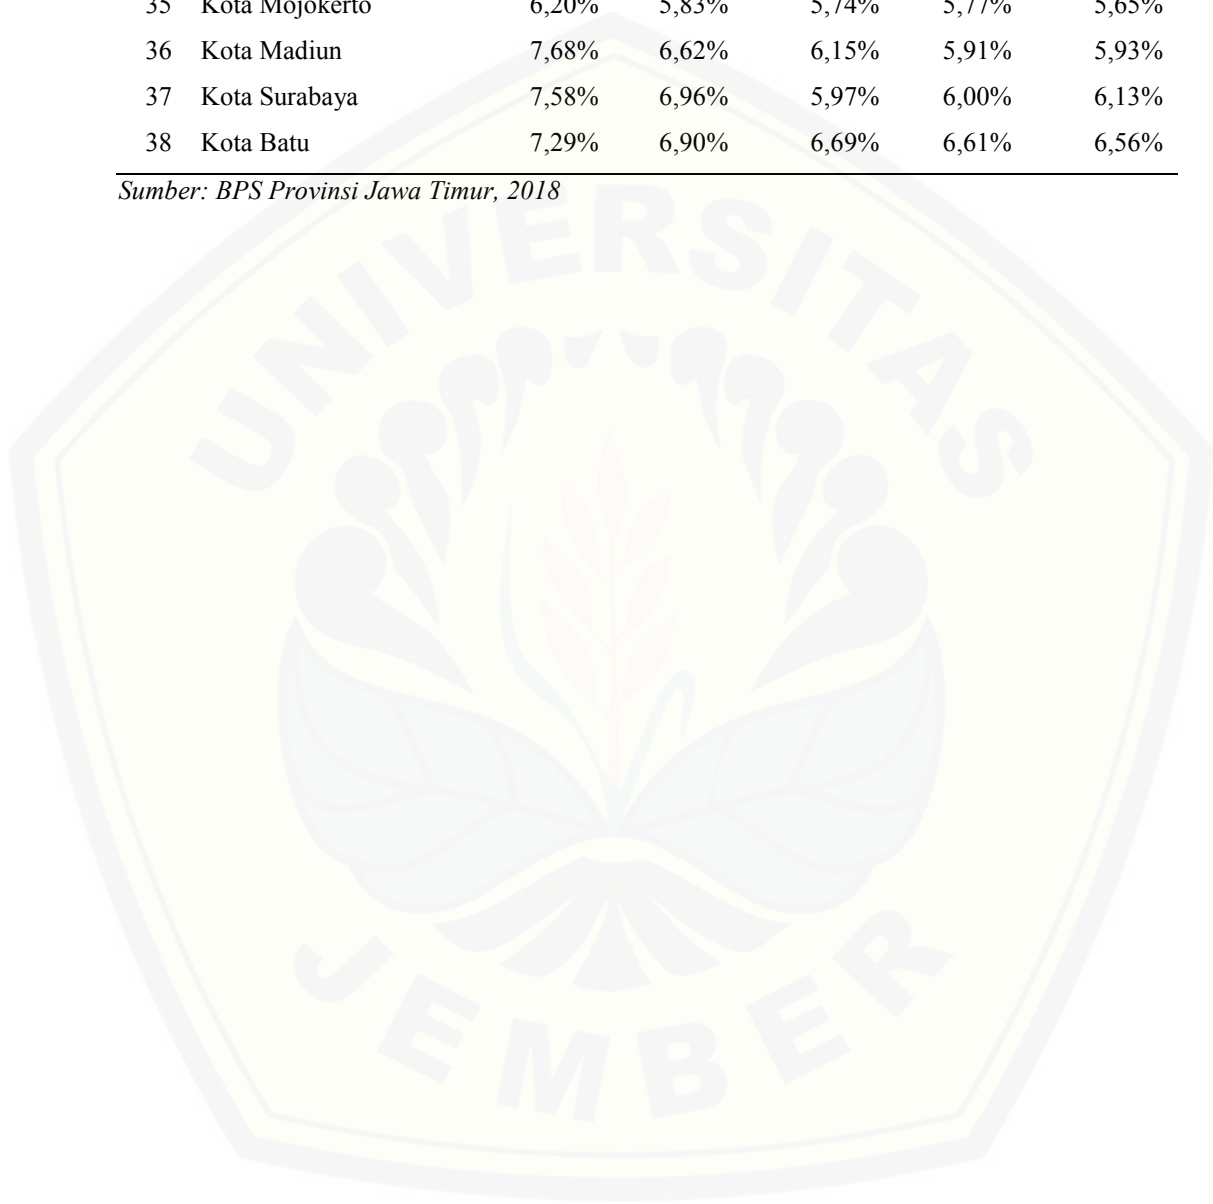 35 Kota Mojokerto 6,20% 5,83% 5,74% 5,77% 5,65%
36 Kota Madiun 7,68% 6,62% 6,15% 5,91% 5,93%
37 Kota Surabaya 7,58% 6,96% 5,97% 6,00% 6,13%
38 Kota Batu 7,29% 6,90% 6,69% 6,61% 6,56%
Sumber: BPS Provinsi Jawa Timur, 2018
UNIVERSITAS
JEMBER